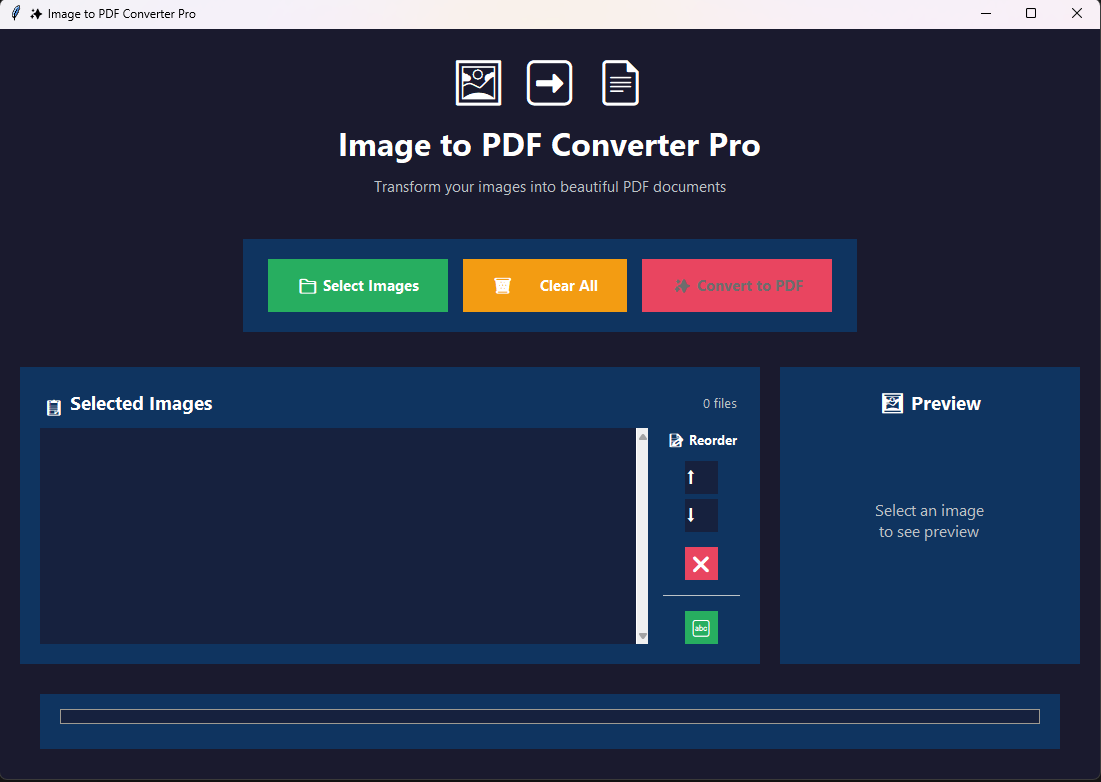 Image to PDF Converter Pro
Image to PDF Converter Pro
Transform your images into beautiful PDF documents
Select Images
Clear All
Convert to PDF
Selected Images
0 files
Reorder
abc
Preview
Select an image
to see preview